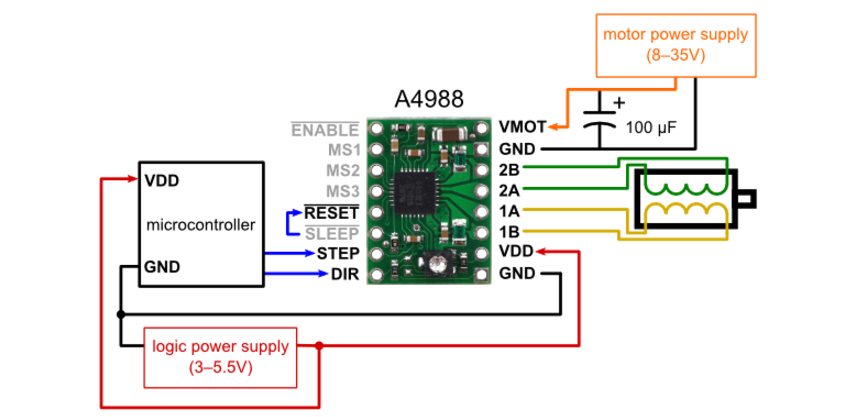 motor power supply
(8–35V)
A4988
+
100 µF
ENABLE
VMOT
MS1
GND
MS2
2B
MS3
2A
RESET
1A
SLEEP
1B
STEP
VDD
DIR
GND
VDD
microcontroller
GND
logic power supply
(3–5.5V)